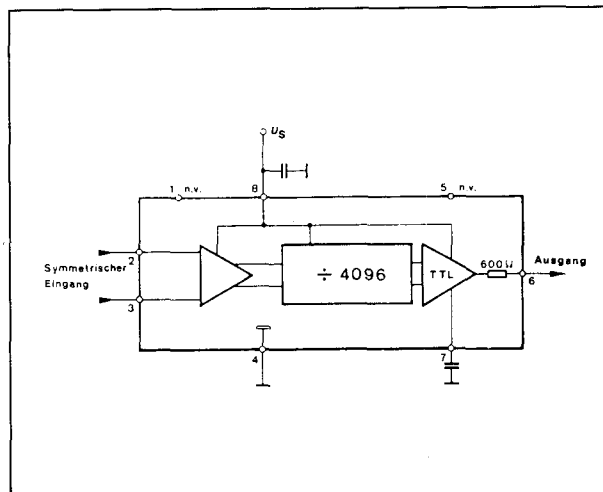 U_S
1 n.v.
8
5 n.v.
2
Symmetrischer
Eingang
3
÷ 4096
TTL
600Ω
Ausgang
6
4
7